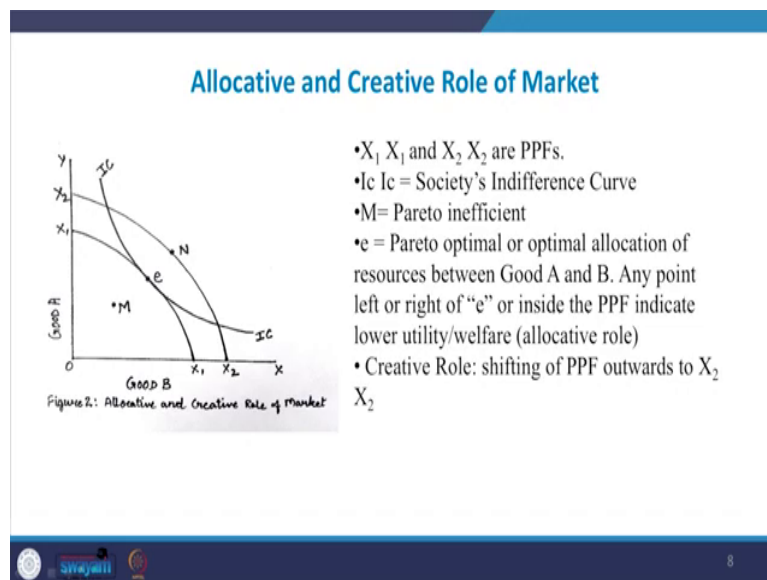 Allocative and Creative Role of Market
Y
IC
X₂
X₁
N
e
M
GOOD A
IC
O
X₁
X₂
X
GOOD B
Figure 2: Allocative and Creative Role of Market
•X₁ X₁ and X₂ X₂ are PPFs.
•Ic Ic = Society's Indifference Curve
•M= Pareto inefficient
•e = Pareto optimal or optimal allocation of
resources between Good A and B. Any point
left or right of “e” or inside the PPF indicate
lower utility/welfare (allocative role)
• Creative Role: shifting of PPF outwards to X₂
X₂
swayam
8